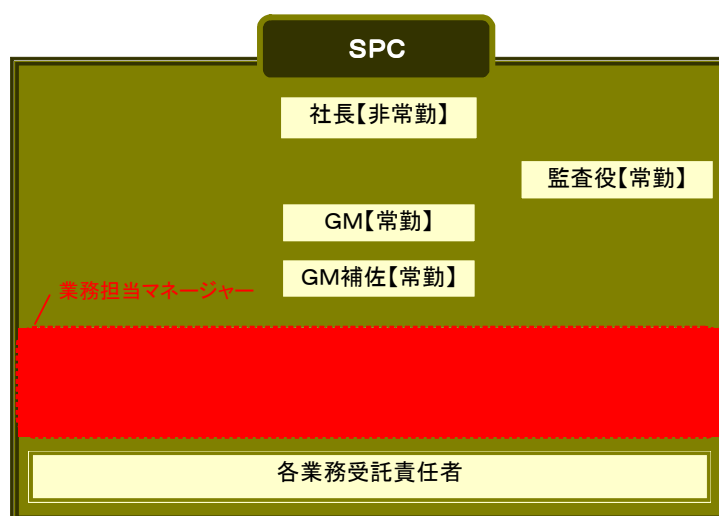 SPC
社長【非常勤】
監査役【常勤】
GM【常勤】
GM補佐【常勤】
業務担当マネージャー
各業務受託責任者